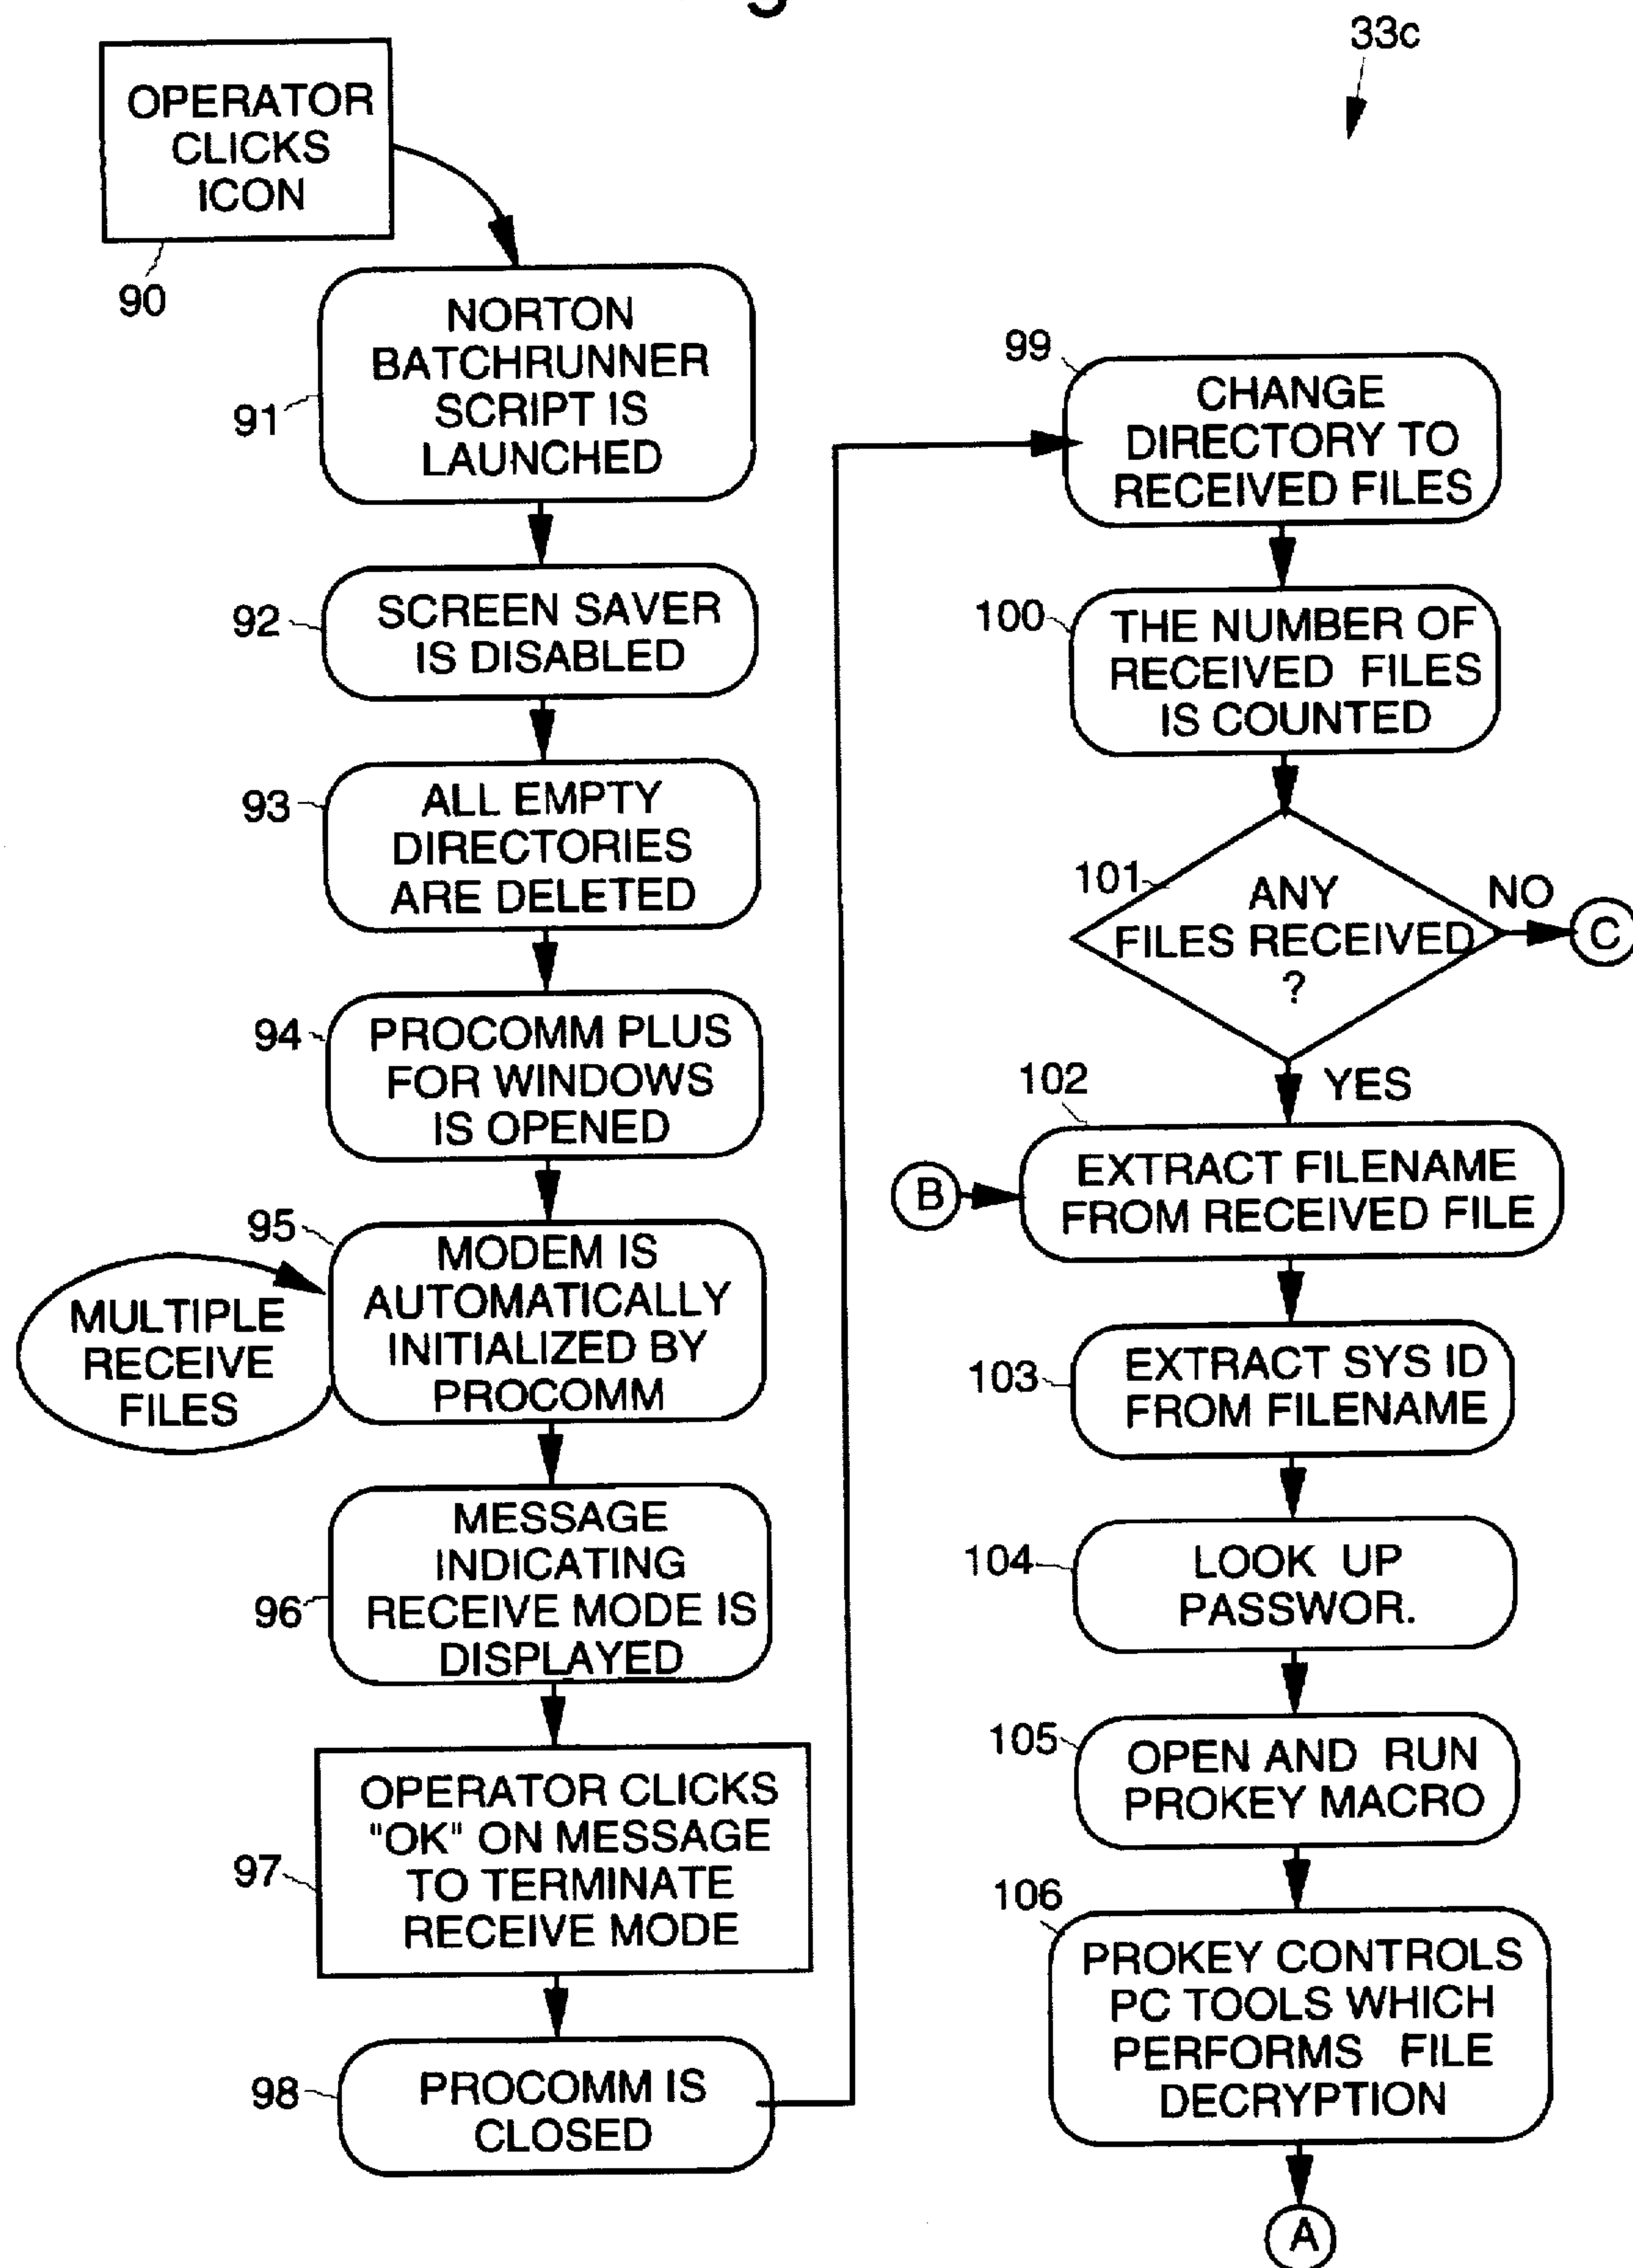 33c
OPERATOR
CLICKS
ICON
90
NORTON
BATCHRUNNER
SCRIPT IS
LAUNCHED
91
SCREEN SAVER
IS DISABLED
92
ALL EMPTY
DIRECTORIES
ARE DELETED
93
PROCOMM PLUS
FOR WINDOWS
IS OPENED
94
MODEM IS
AUTOMATICALLY
INITIALIZED BY
PROCOMM
95
MULTIPLE
RECEIVE
FILES
MESSAGE
INDICATING
RECEIVE MODE IS
DISPLAYED
96
OPERATOR CLICKS
"OK" ON MESSAGE
TO TERMINATE
RECEIVE MODE
97
PROCOMM IS
CLOSED
98
99
CHANGE
DIRECTORY TO
RECEIVED FILES
100
THE NUMBER OF
RECEIVED FILES
IS COUNTED
101
ANY
FILES RECEIVED
?
NO
C
YES
102
B
EXTRACT FILENAME
FROM RECEIVED FILE
103
EXTRACT SYS ID
FROM FILENAME
104
LOOK UP
PASSWOR.
105
OPEN AND RUN
PROKEY MACRO
106
PROKEY CONTROLS
PC TOOLS WHICH
PERFORMS FILE
DECRYPTION
A